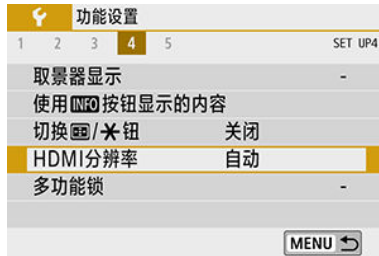 功能设置
1 2 3 4 5 SET UP4
取景器显示 -
使用INFO按钮显示的内容
切换/钮 关闭
HDMI分辨率 自动
多功能锁 -
MENU